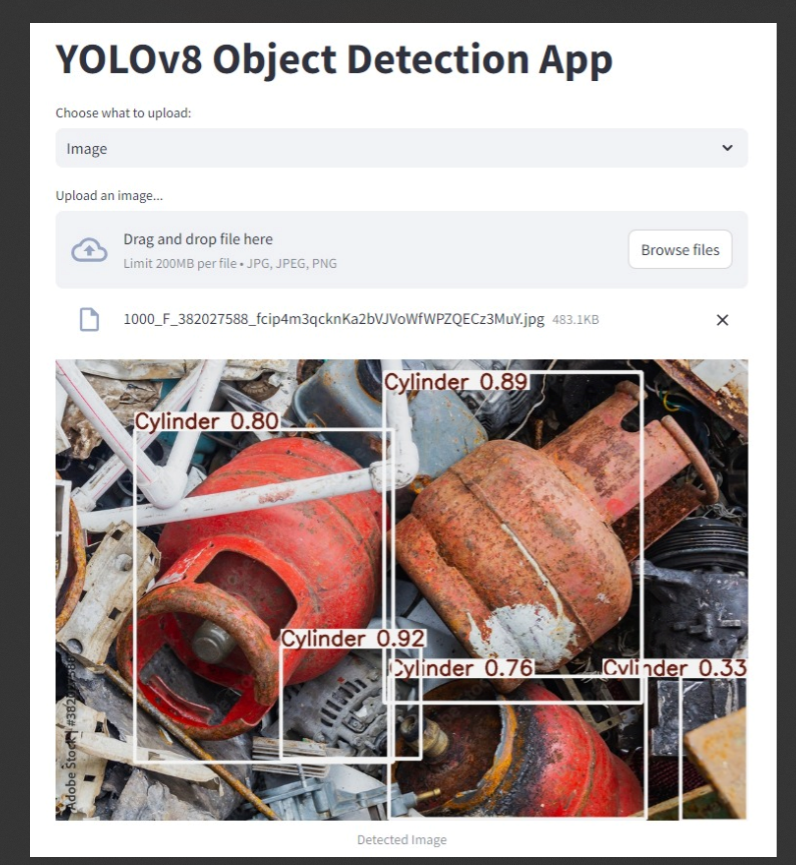 YOLOv8 Object Detection App
Choose what to upload:
Image
Upload an image...
Drag and drop file here
Limit 200MB per file • JPG, JPEG, PNG
Browse files
1000_F_382027588_fcip4m3qcknKa2bVJVoWfWPZQECz3MuY.jpg 483.1KB
Cylinder 0.89
Cylinder 0.80
Cylinder 0.92
Cylinder 0.76
Cylinder 0.33
Adobe Stock
Detected Image